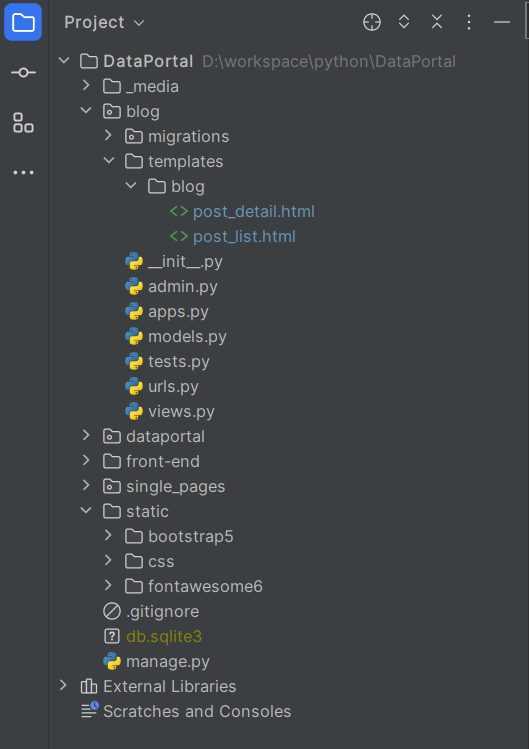 Project
DataPortal D:\workspace\python\DataPortal
_media
blog
migrations
templates
blog
post_detail.html
post_list.html
__init__.py
admin.py
apps.py
models.py
tests.py
urls.py
views.py
dataportal
front-end
single_pages
static
bootstrap5
css
fontawesome6
.gitignore
db.sqlite3
manage.py
External Libraries
Scratches and Consoles